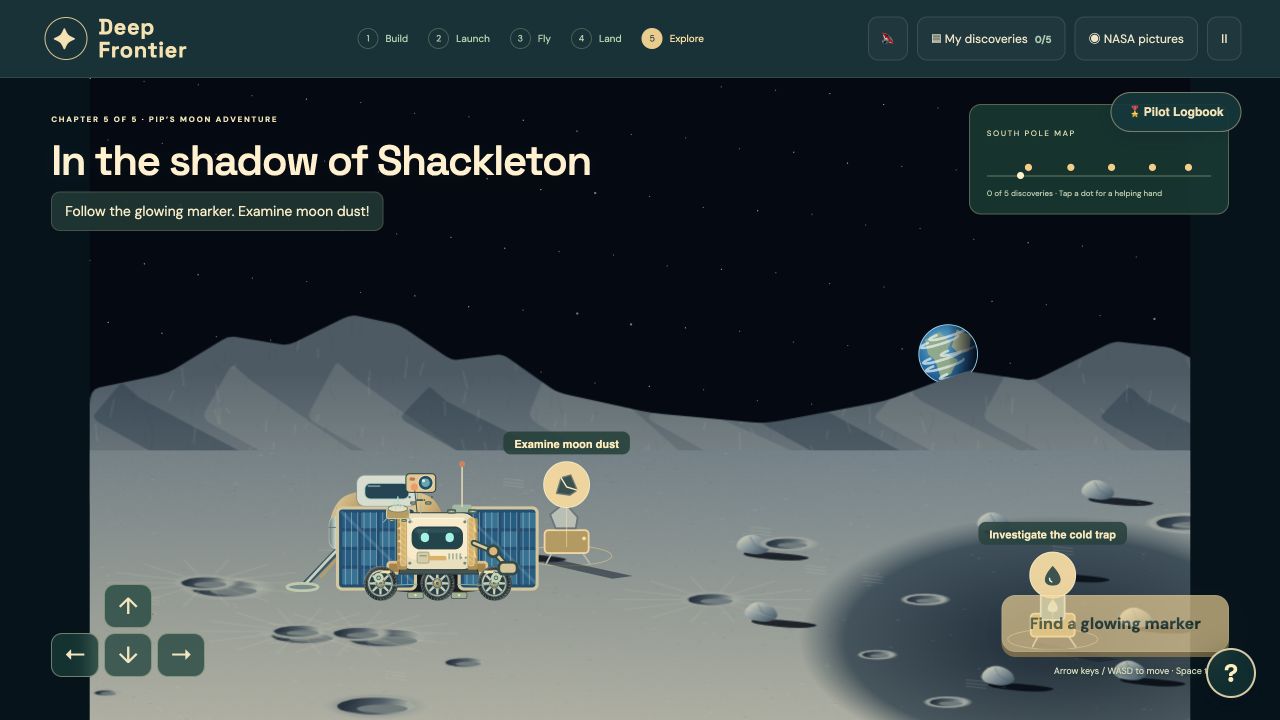 Deep
Frontier
1 Build
2 Launch
3 Fly
4 Land
5 Explore
My discoveries 0/5
NASA pictures
CHAPTER 5 OF 5 · PIP'S MOON ADVENTURE
Pilot Logbook
In the shadow of Shackleton
SOUTH POLE MAP
0 of 5 discoveries · Tap a dot for a helping hand
Follow the glowing marker. Examine moon dust!
Examine moon dust
Investigate the cold trap
Find a glowing marker
Arrow keys / WASD to move · Space
?